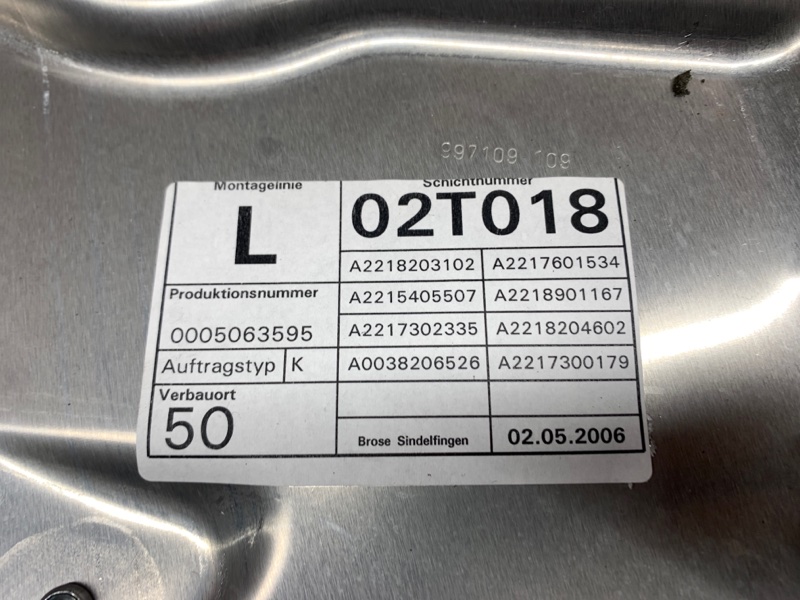 997109 109
Montagelinie
L
Schichtnummer
02T018
A2218203102 A2217601534
Produktionsnummer
0005063595
A2215405507 A2218901167
A2217302335 A2218204602
Auftragstyp K
A0038206526 A2217300179
Verbauort
50
Brose Sindelfingen
02.05.2006